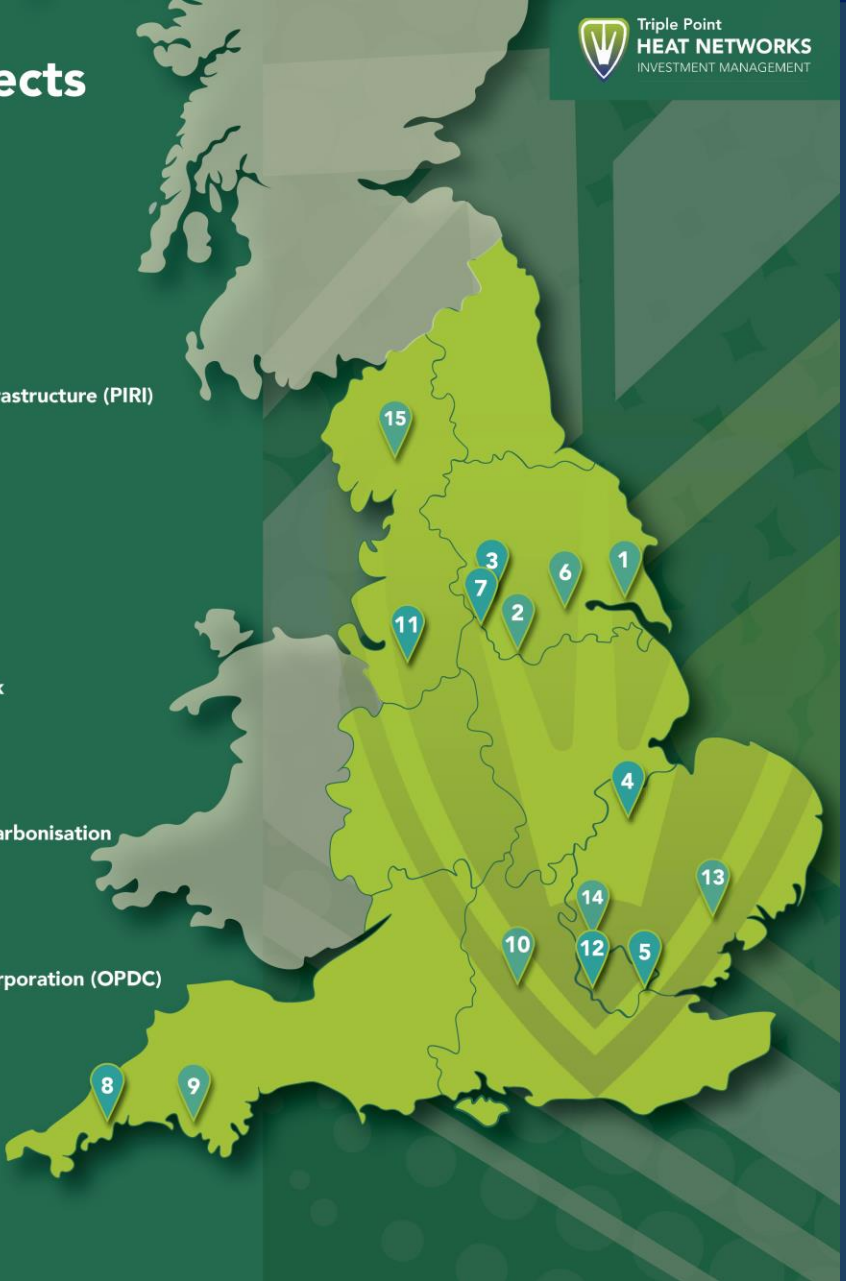 Triple Point
HEAT NETWORKS
INVESTMENT MANAGEMENT
ects
astructure (PIRI)
k
arbonisation
rporation (OPDC)
15
3
1
6
7
2
11
4
13
14
10
12
5
8
9